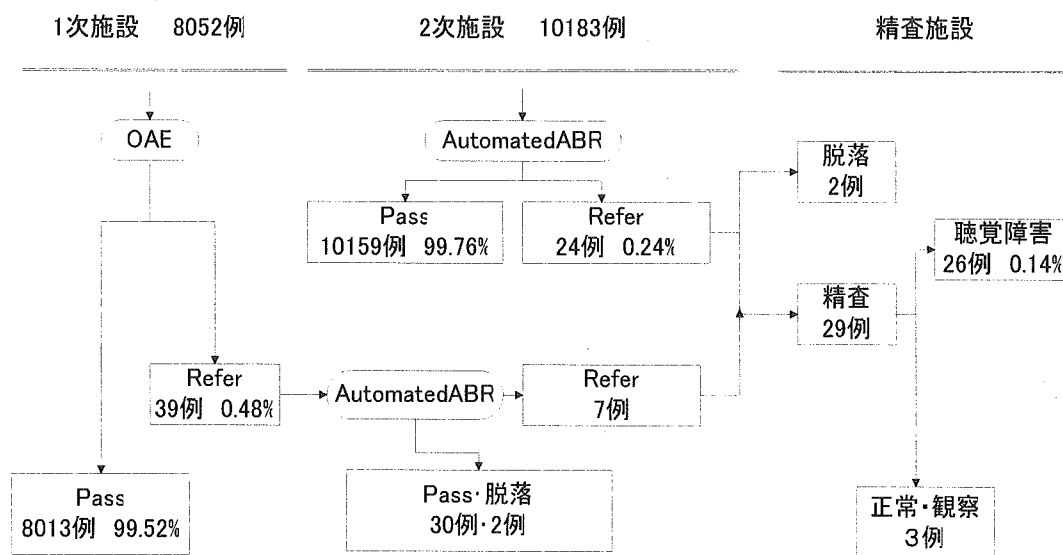 1次施設 8052例
2次施設 10183例
精査施設
OAE
AutomatedABR
脱落
2例
Pass
10159例 99.76%
Refer
24例 0.24%
聴覚障害
26例 0.14%
精査
29例
Refer
39例 0.48%
AutomatedABR
Refer
7例
Pass
8013例 99.52%
Pass・脱落
30例・2例
正常・観察
3例